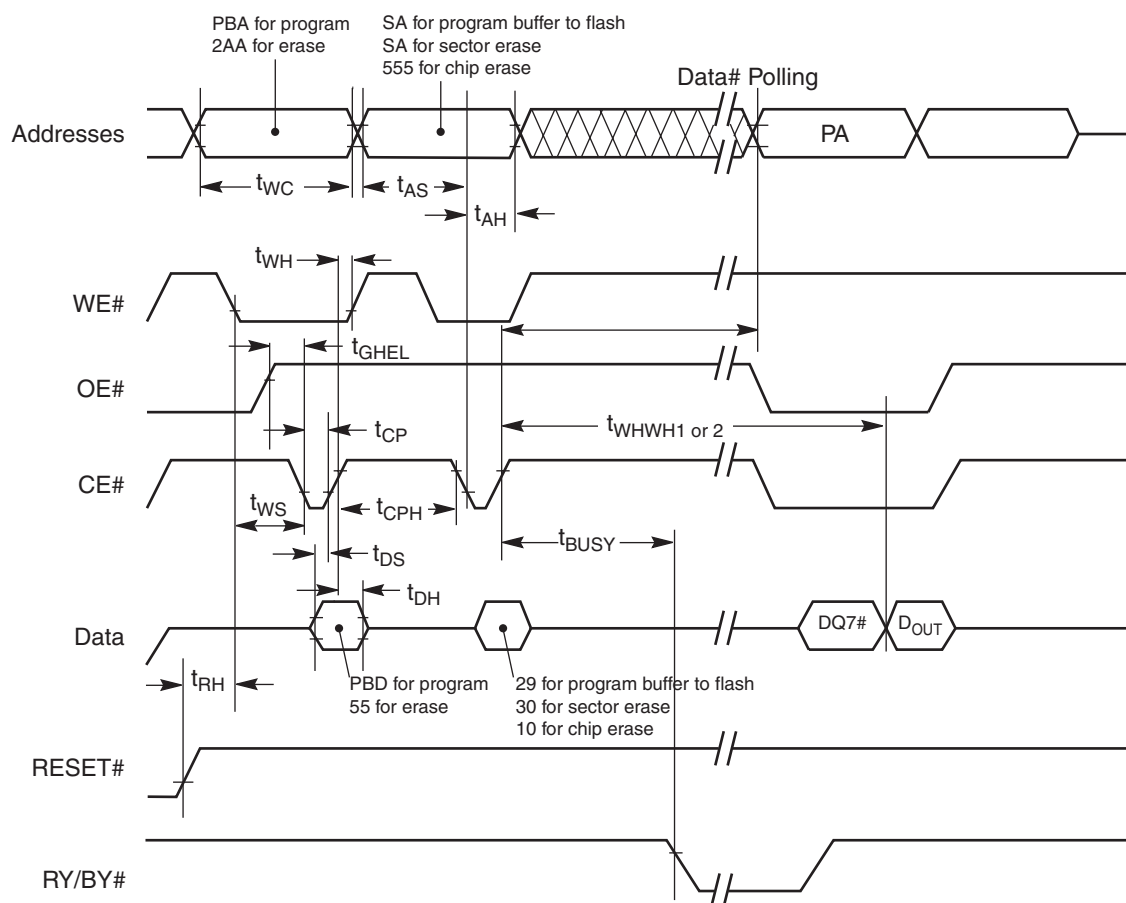 PBA for program
2AA for erase
SA for program buffer to flash
SA for sector erase
555 for chip erase
Data# Polling
Addresses
PA
tWC
tAS
tAH
tWH
WE#
tGHEL
OE#
tWHWH1 or 2
tCP
CE#
tWS
tCPH
tBUSY
tDS
tDH
Data
DQ7#
DOUT
tRH
PBD for program
55 for erase
29 for program buffer to flash
30 for sector erase
10 for chip erase
RESET#
RY/BY#